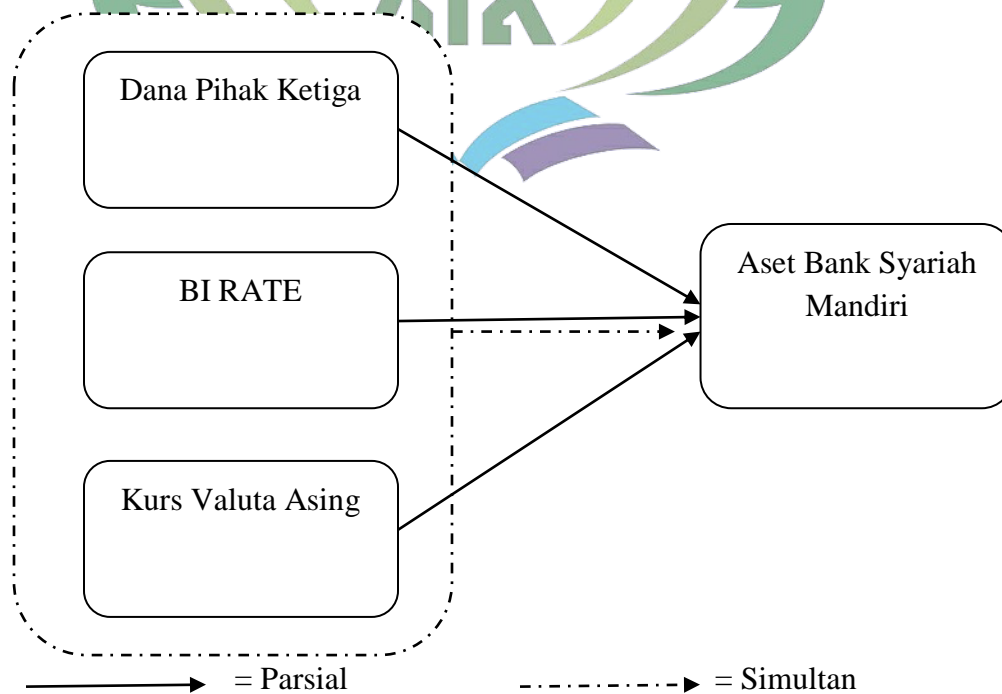 Dana Pihak Ketiga
BI RATE
Kurs Valuta Asing
Aset Bank Syariah
Mandiri
= Parsial
= Simultan